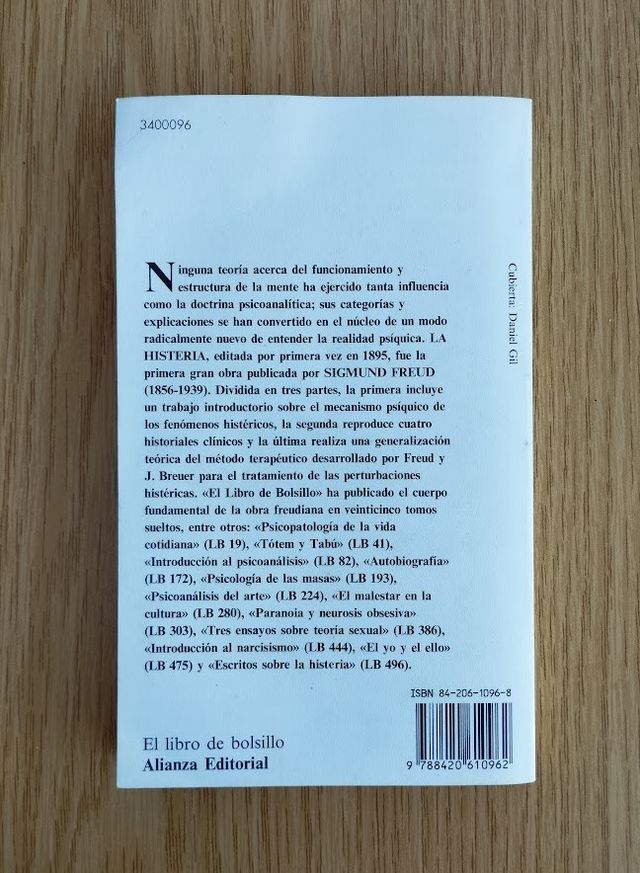 3400096
Ninguna teoría acerca del funcionamiento y
estructura de la mente ha ejercido tanta influencia
como la doctrina psicoanalítica; sus categorías y
explicaciones se han convertido en el núcleo de un modo
radicalmente nuevo de entender la realidad psíquica. LA
HISTERIA, editada por primera vez en 1895, fue la
primera gran obra publicada por SIGMUND FREUD
(1856-1939). Dividida en tres partes, la primera incluye
un trabajo introductorio sobre el mecanismo psíquico de
los fenómenos histéricos, la segunda reproduce cuatro
historiales clínicos y la última realiza una generalización
teórica del método terapéutico desarrollado por Freud y
J. Breuer para el tratamiento de las perturbaciones
histéricas. «El Libro de Bolsillo» ha publicado el cuerpo
fundamental de la obra freudiana en veinticinco tomos
sueltos, entre otros: «Psicopatología de la vida
cotidiana» (LB 19), «Tótem y Tabú» (LB 41),
«Introducción al psicoanálisis» (LB 82), «Autobiografía»
(LB 172), «Psicología de las masas» (LB 193),
«Psicoanálisis del arte» (LB 224), «El malestar en la
cultura» (LB 280), «Paranoia y neurosis obsesiva»
(LB 303), «Tres ensayos sobre teoría sexual» (LB 386),
«Introducción al narcisismo» (LB 444), «El yo y el ello»
(LB 475) y «Escritos sobre la histeria» (LB 496).
Cubierta: Daniel Gil
ISBN 84-206-1096-8
9 788420 610962
El libro de bolsillo
Alianza Editorial